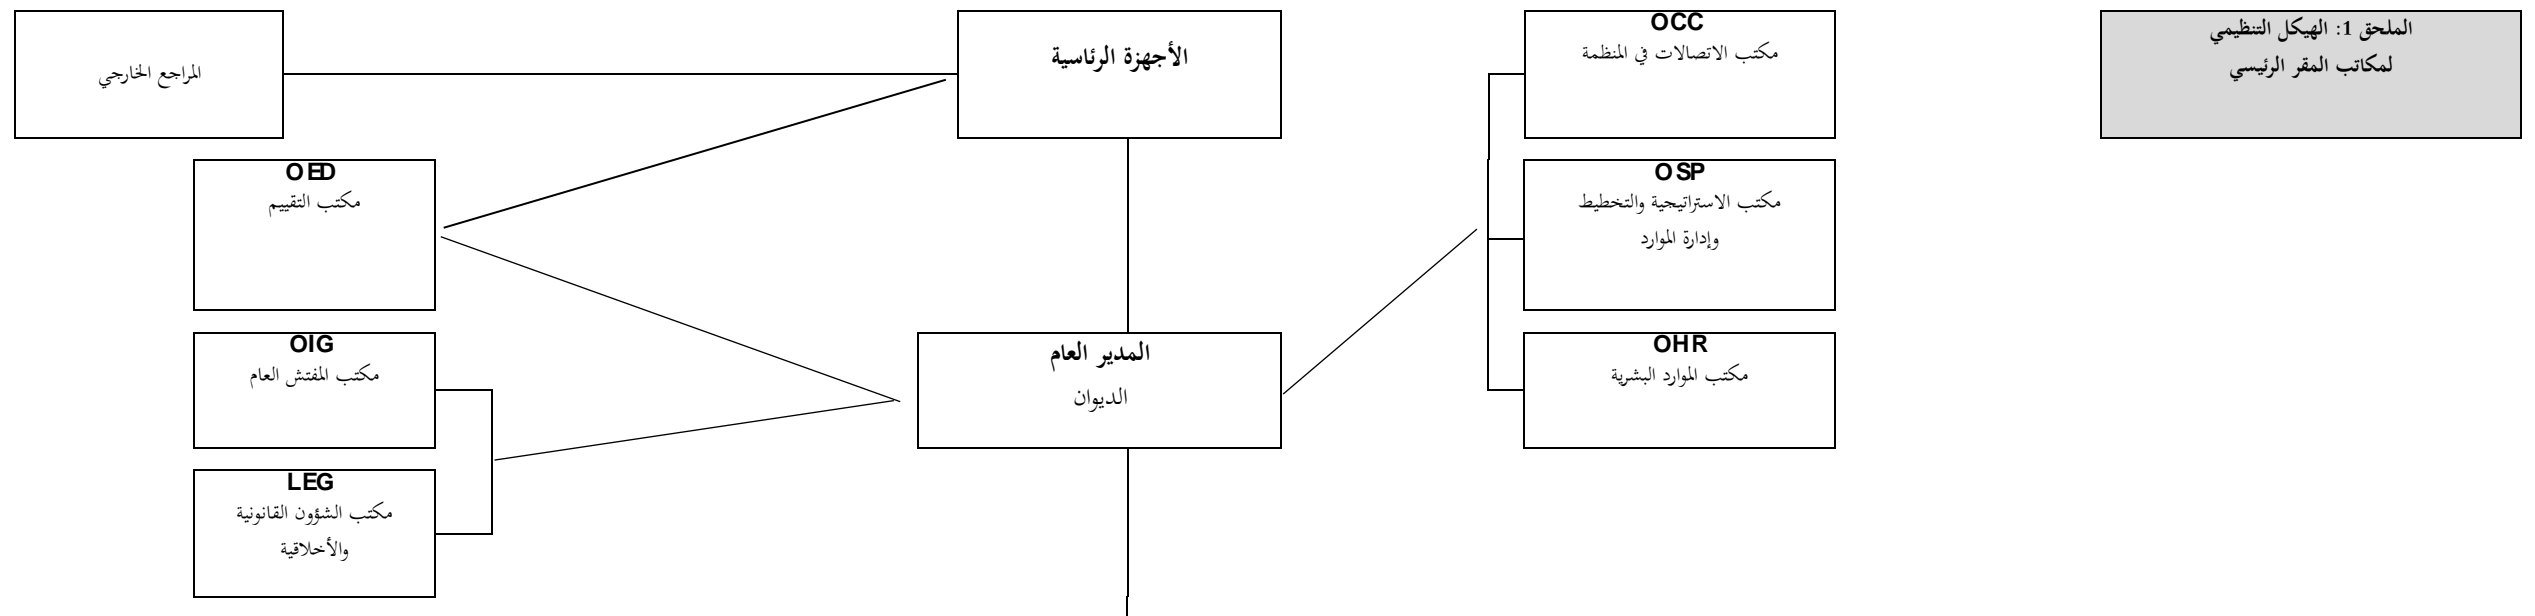 الملحق 1: الهيكل التنظيمي
لمكاتب المقر الرئيسي
OCC
مكتب الاتصالات في المنظمة
الأجهزة الرئاسية
المراجع الخارجي
OSP
مكتب الاستراتيجية والتخطيط
وإدارة الموارد
OED
مكتب التقييم
OHR
مكتب الموارد البشرية
المدير العام
الديوان
OIG
مكتب المفتش العام
LEG
مكتب الشؤون القانونية
والأخلاقية